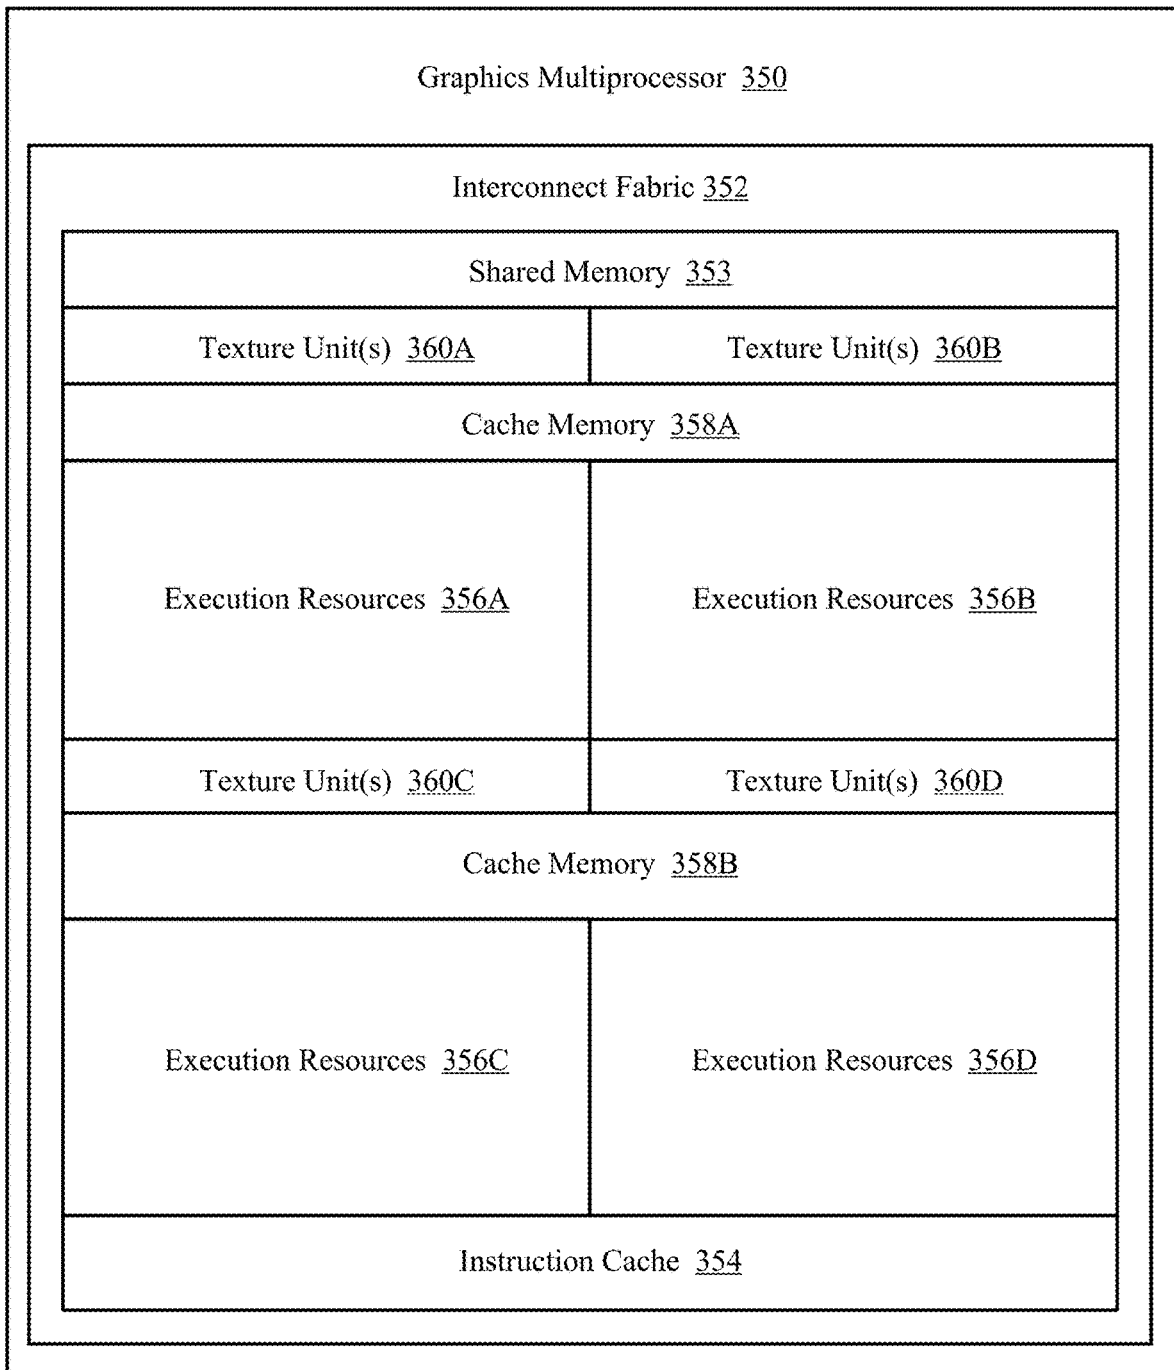 Graphics Multiprocessor 350
Interconnect Fabric 352
Shared Memory 353
Texture Unit(s) 360A
Texture Unit(s) 360B
Cache Memory 358A
Execution Resources 356A
Execution Resources 356B
Texture Unit(s) 360C
Texture Unit(s) 360D
Cache Memory 358B
Execution Resources 356C
Execution Resources 356D
Instruction Cache 354